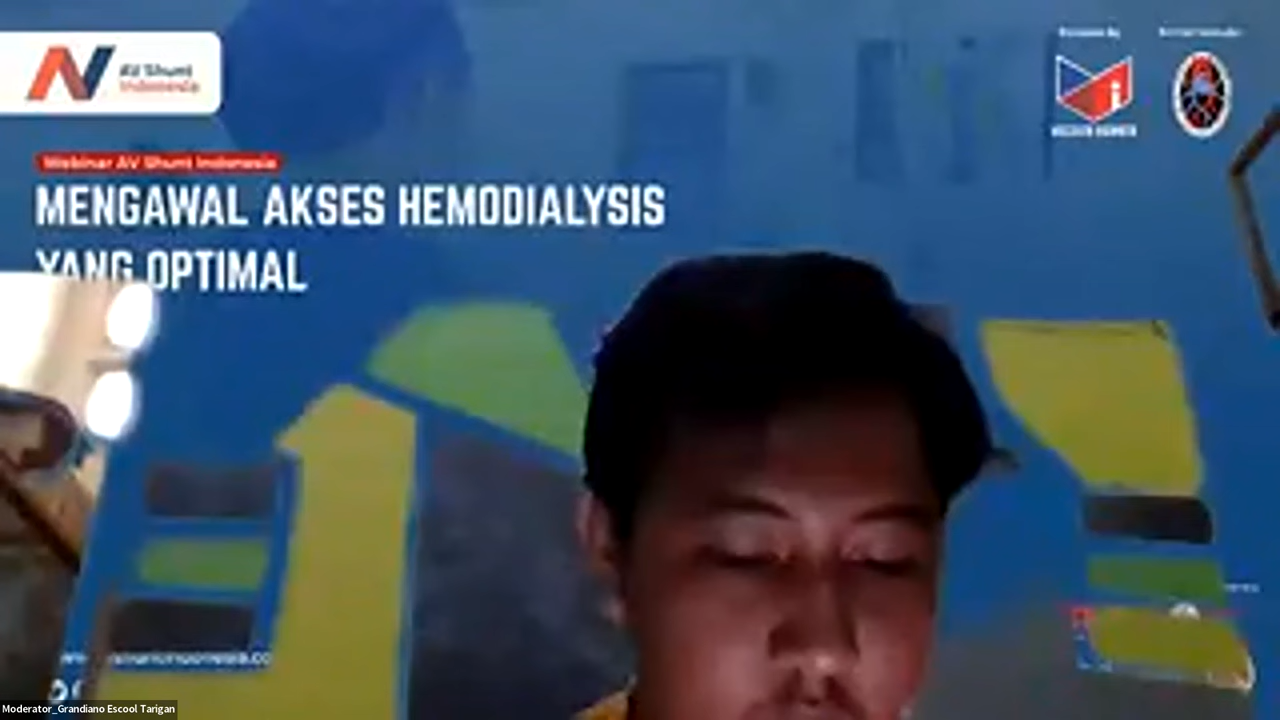 AV Shunt
Indonesia
Webinar AV Shunt Indonesia
MENGAWAL AKSES HEMODIALYSIS
YANG OPTIMAL
Moderator_Grandiano Escool Tarigan